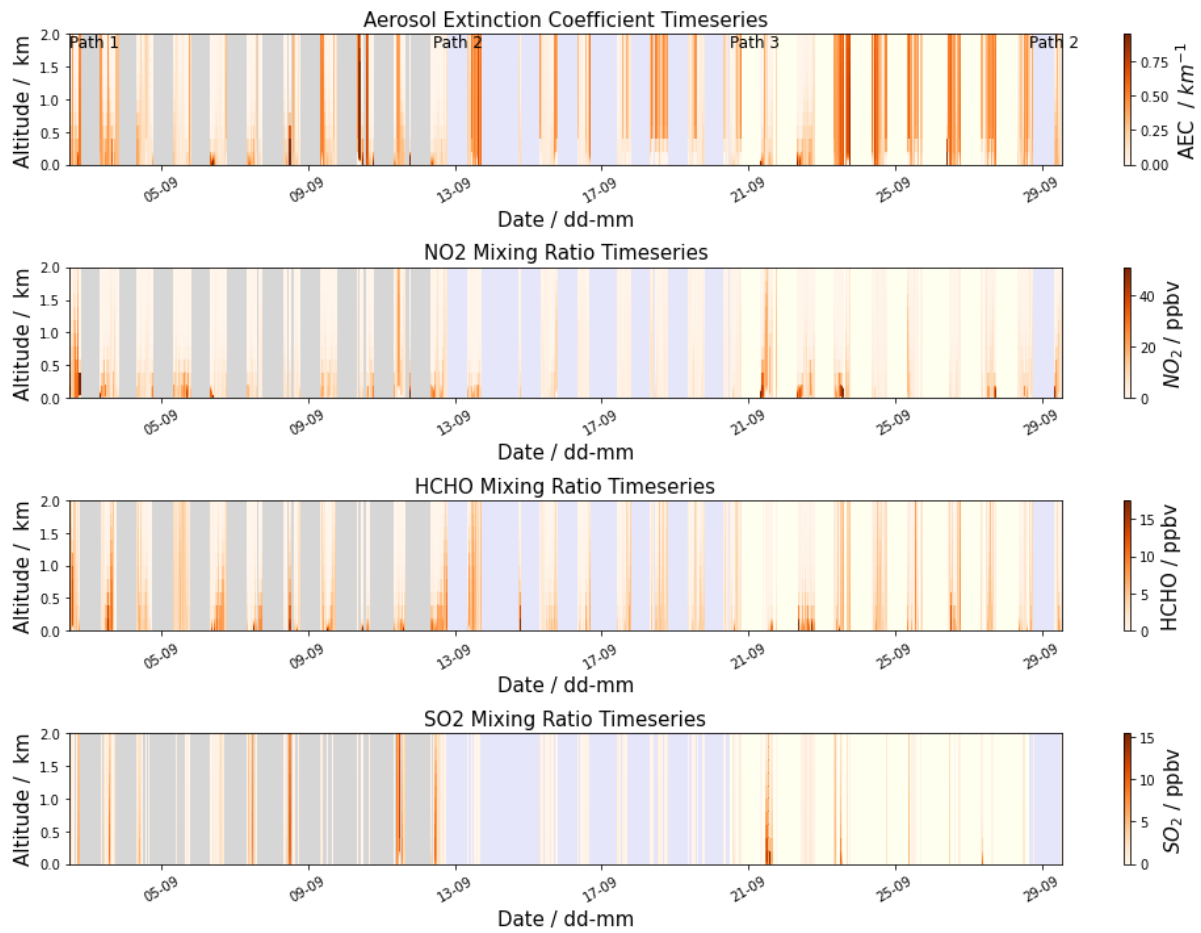 Aerosol Extinction Coefficient Timeseries
Path 1 Path 2 Path 3 Path 2
2.0
1.5
1.0
0.5
0.0
Altitude / km
0.75
0.50
0.25
0.00
AEC / km⁻¹
05-09 09-09 13-09 17-09 21-09 25-09 29-09
Date / dd-mm
NO2 Mixing Ratio Timeseries
2.0
1.5
1.0
0.5
0.0
Altitude / km
40
20
0
NO₂ / ppbv
05-09 09-09 13-09 17-09 21-09 25-09 29-09
Date / dd-mm
HCHO Mixing Ratio Timeseries
2.0
1.5
1.0
0.5
0.0
Altitude / km
15
10
5
0
HCHO / ppbv
05-09 09-09 13-09 17-09 21-09 25-09 29-09
Date / dd-mm
SO2 Mixing Ratio Timeseries
2.0
1.5
1.0
0.5
0.0
Altitude / km
15
10
5
0
SO₂ / ppbv
05-09 09-09 13-09 17-09 21-09 25-09 29-09
Date / dd-mm